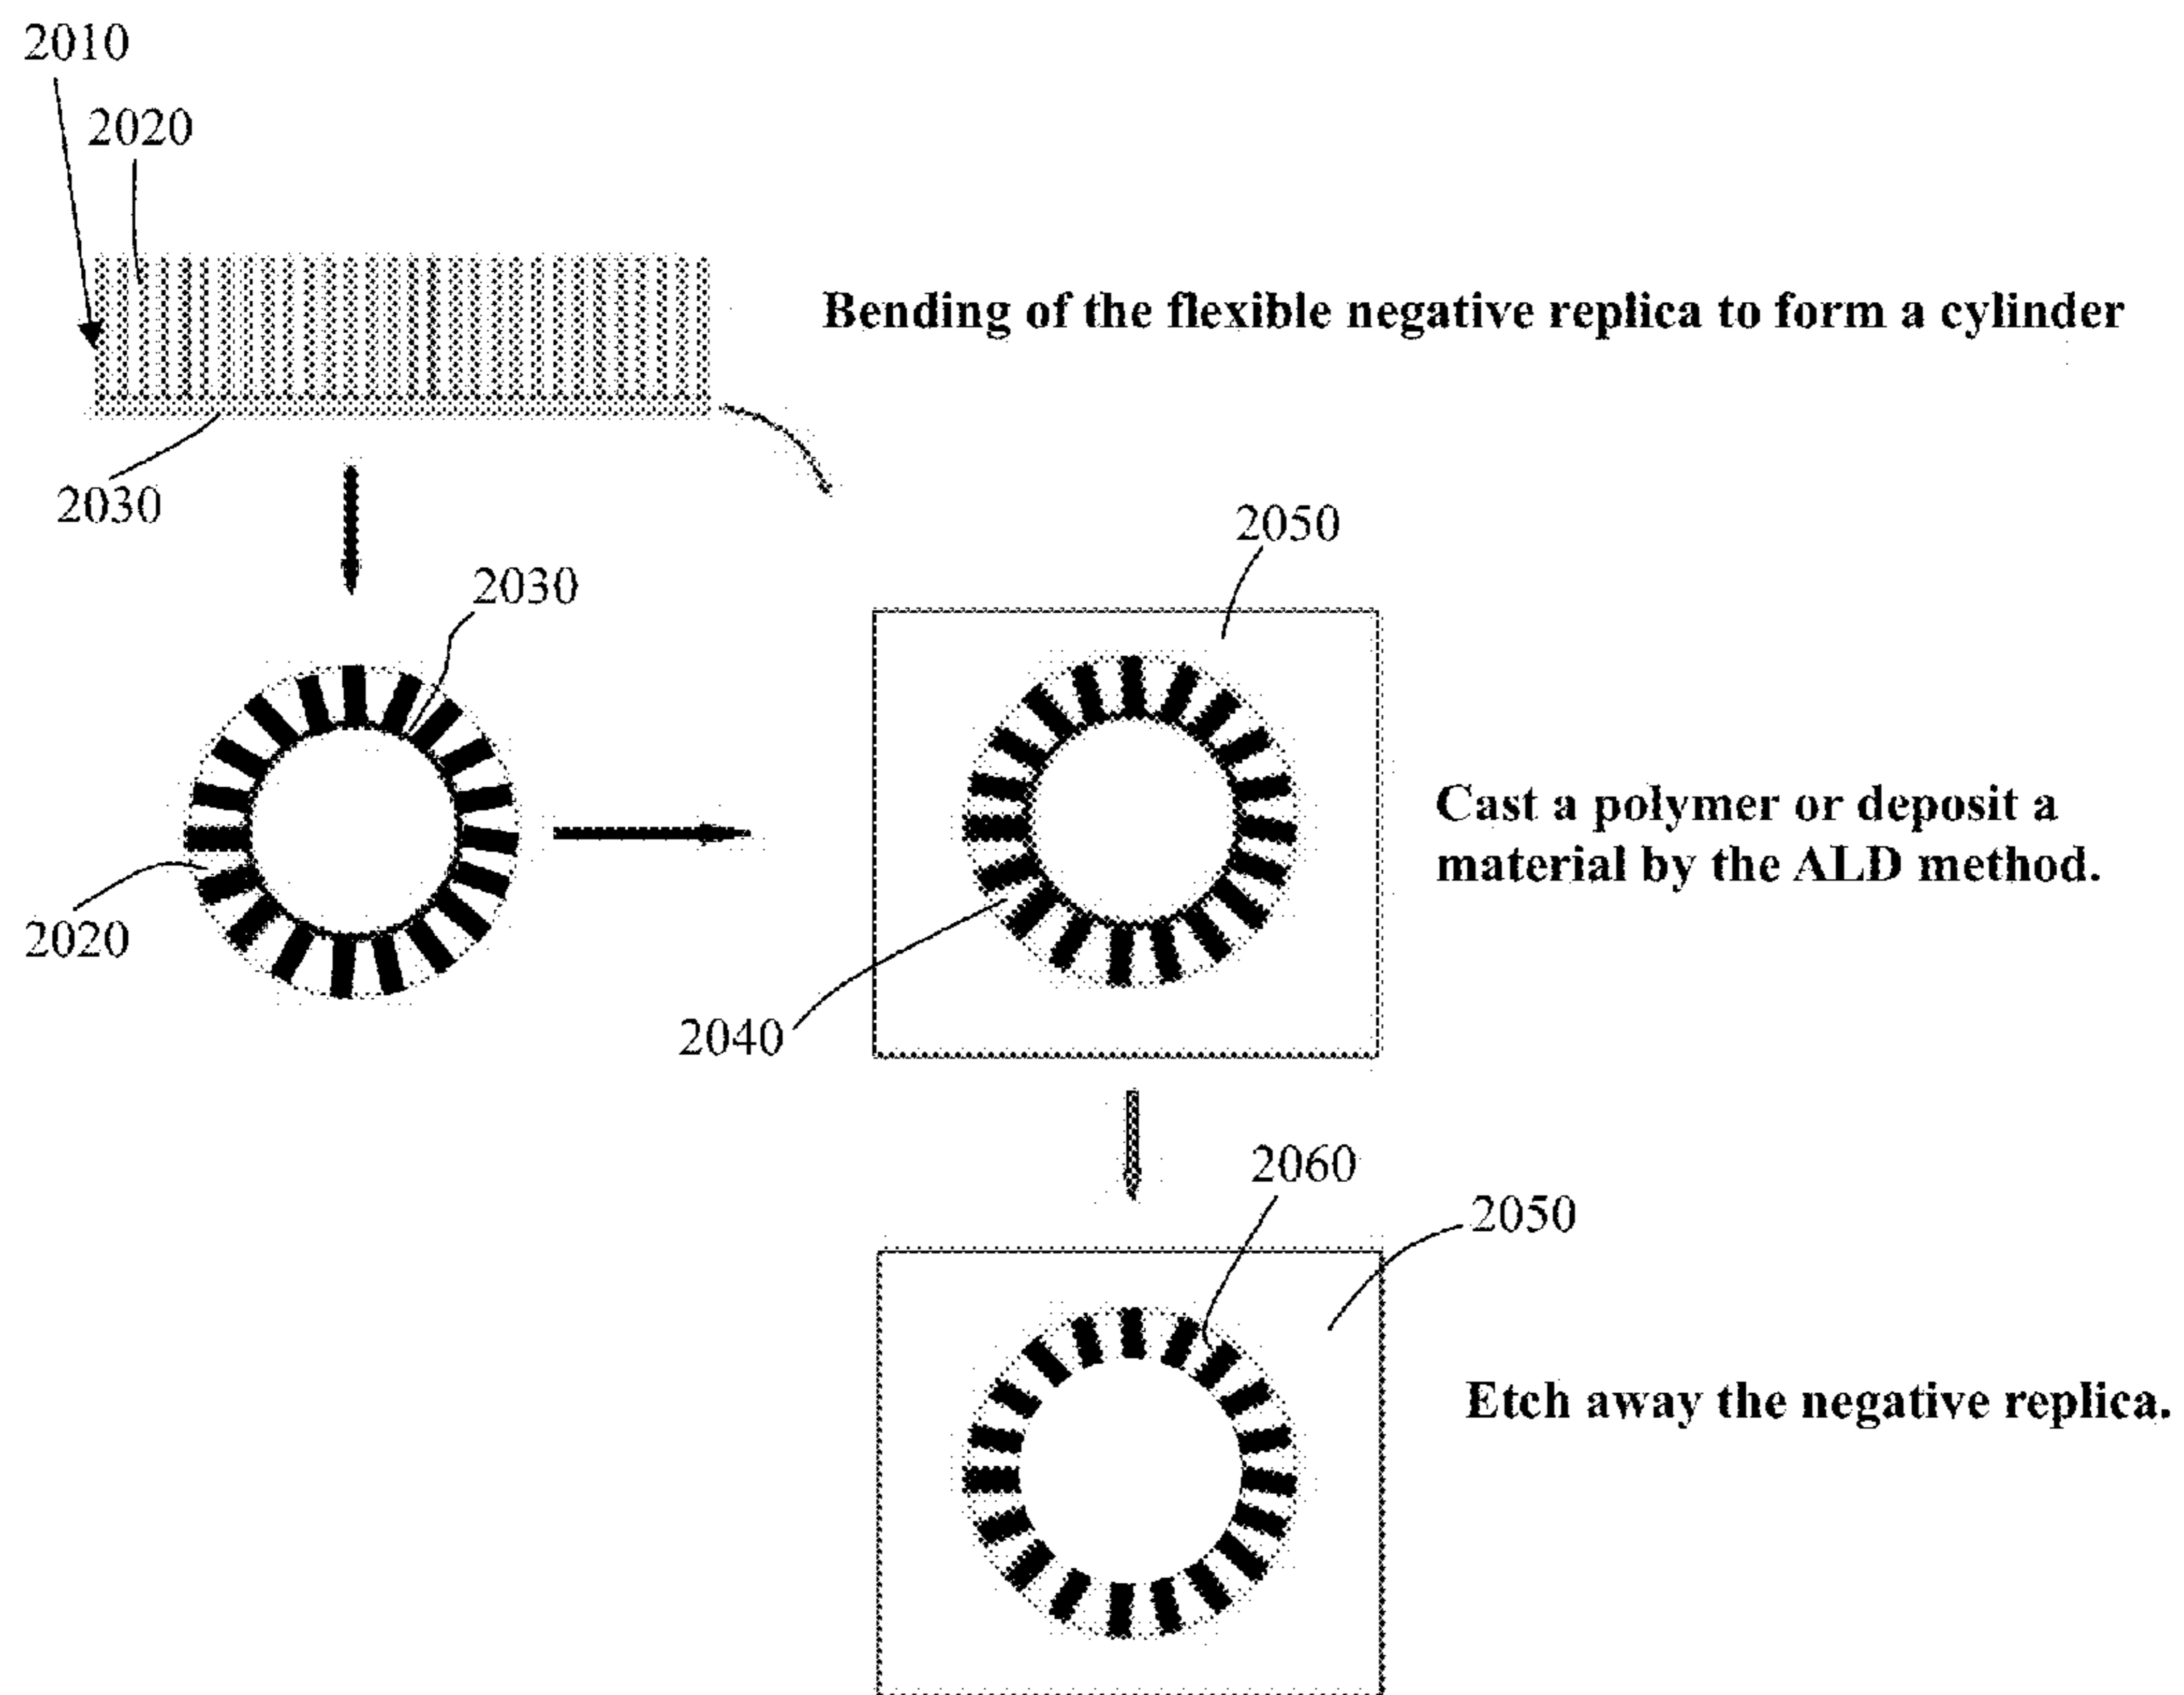 2010
2020
Bending of the flexible negative replica to form a cylinder
2030
2050
2030
Cast a polymer or deposit a
material by the ALD method.
2020
2040
2060
2050
Etch away the negative replica.